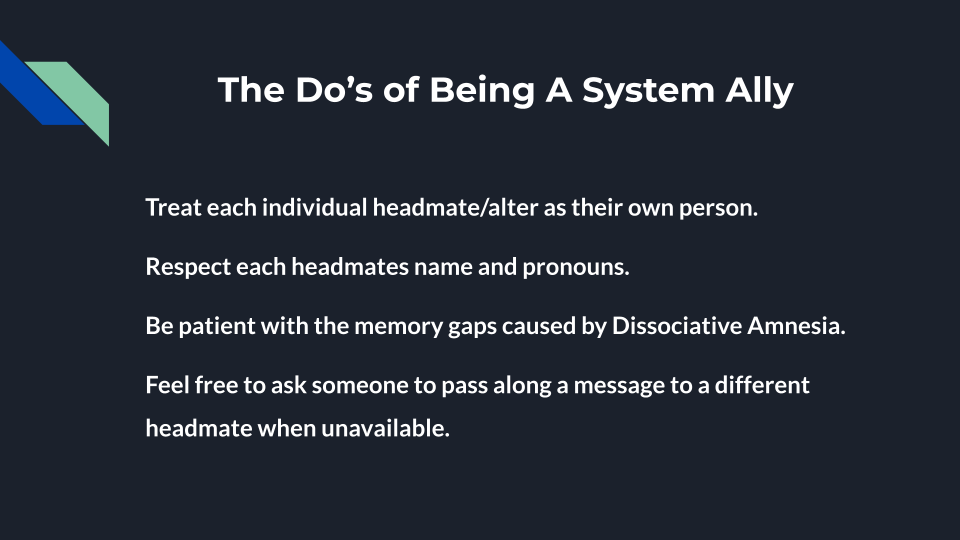 The Do’s of Being A System Ally
Treat each individual headmate/alter as their own person.
Respect each headmates name and pronouns.
Be patient with the memory gaps caused by Dissociative Amnesia.
Feel free to ask someone to pass along a message to a different
headmate when unavailable.